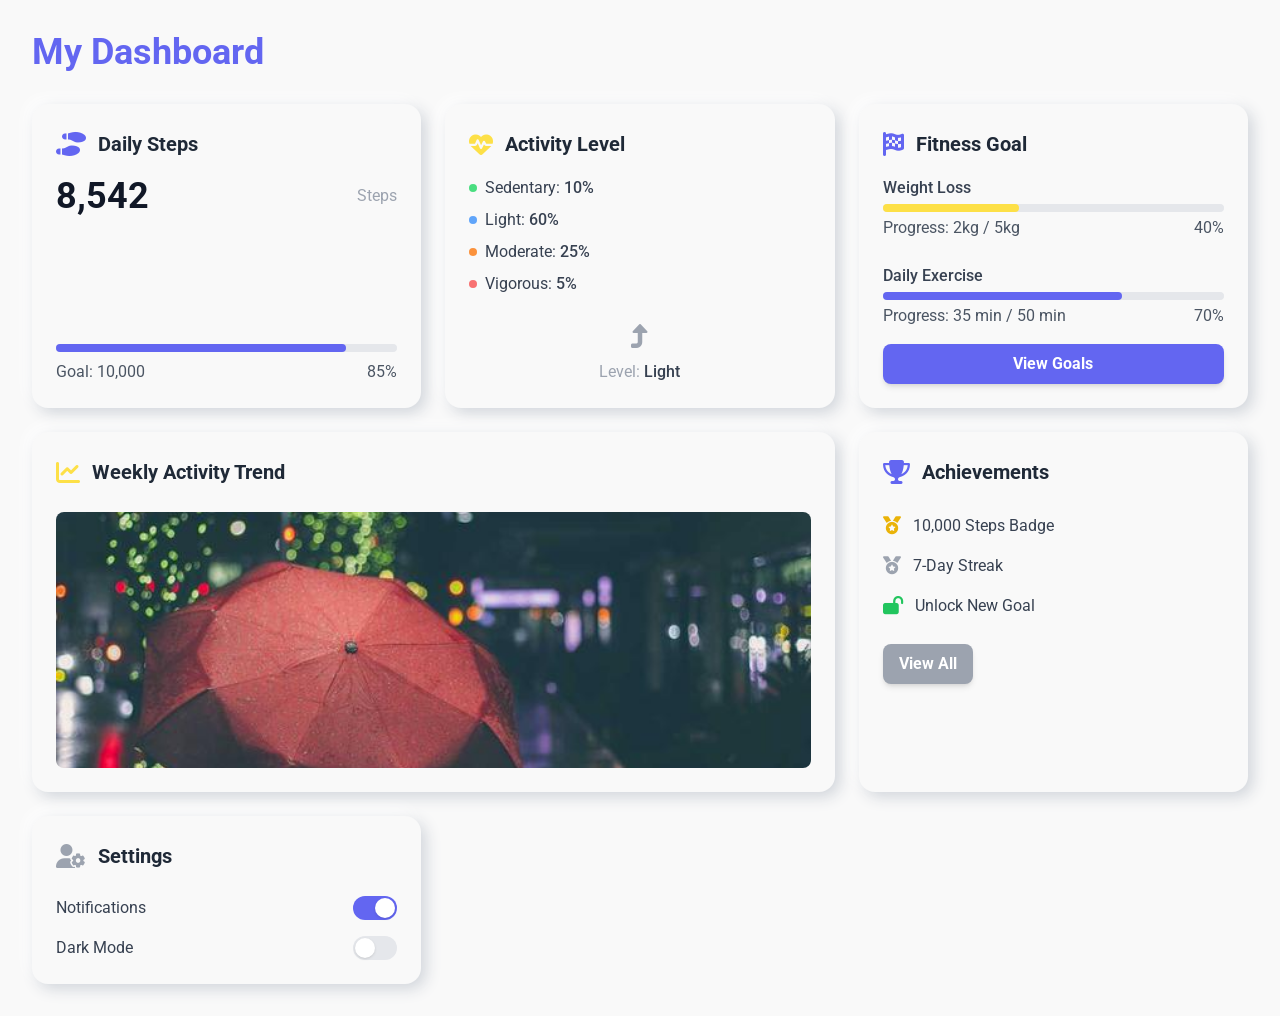 My Dashboard
Daily Steps
8,542
Steps
Goal: 10,000
85%
Activity Level
Sedentary: 10%
Light: 60%
Moderate: 25%
Vigorous: 5%
Level: Light
Fitness Goal
Weight Loss
Progress: 2kg / 5kg
40%
Daily Exercise
Progress: 35 min / 50 min
70%
View Goals
Weekly Activity Trend
Achievements
10,000 Steps Badge
7-Day Streak
Unlock New Goal
View All
Settings
Notifications
Dark Mode